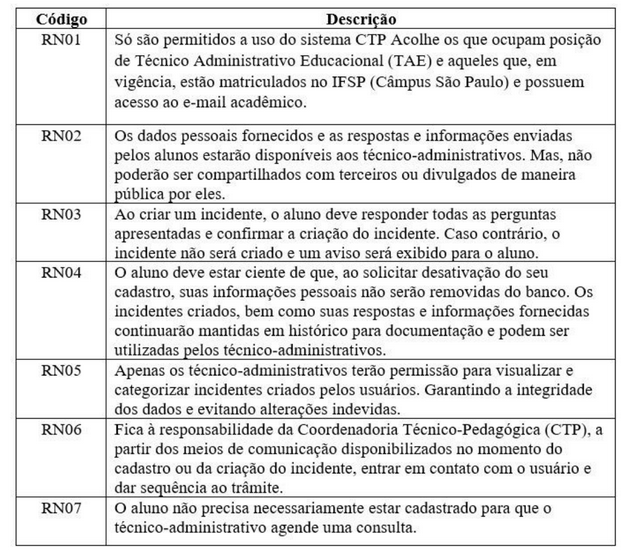 Código Descrição
RN01 Só são permitidos a uso do sistema CTP Acolhe os que ocupam posição
de Técnico Administrativo Educacional (TAE) e aqueles que, em
vigência, estão matriculados no IFSP (Câmpus São Paulo) e possuem
acesso ao e-mail acadêmico.
RN02 Os dados pessoais fornecidos e as respostas e informações enviadas
pelos alunos estarão disponíveis aos técnico-administrativos. Mas, não
poderão ser compartilhados com terceiros ou divulgados de maneira
pública por eles.
RN03 Ao criar um incidente, o aluno deve responder todas as perguntas
apresentadas e confirmar a criação do incidente. Caso contrário, o
incidente não será criado e um aviso será exibido para o aluno.
RN04 O aluno deve estar ciente de que, ao solicitar desativação do seu
cadastro, suas informações pessoais não serão removidas do banco. Os
incidentes criados, bem como suas respostas e informações fornecidas
continuarão mantidas em histórico para documentação e podem ser
utilizadas pelos técnico-administrativos.
RN05 Apenas os técnico-administrativos terão permissão para visualizar e
categorizar incidentes criados pelos usuários. Garantindo a integridade
dos dados e evitando alterações indevidas.
RN06 Fica à responsabilidade da Coordenadoria Técnico-Pedagógica (CTP), a
partir dos meios de comunicação disponibilizados no momento do
cadastro ou da criação do incidente, entrar em contato com o usuário e
dar sequência ao trâmite.
RN07 O aluno não precisa necessariamente estar cadastrado para que o
técnico-administrativo agende uma consulta.